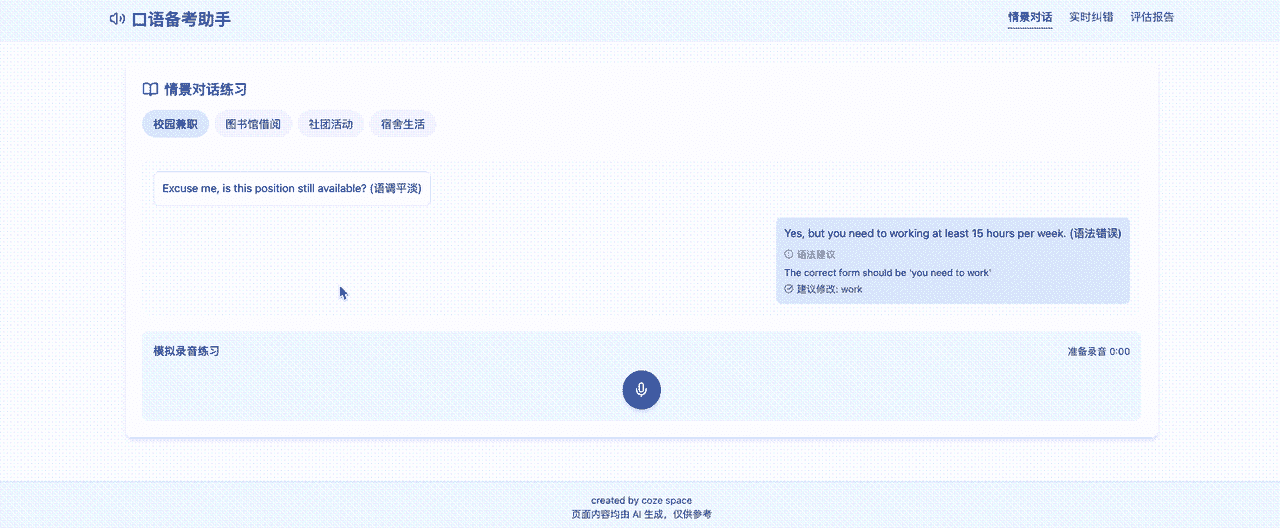 口语备考助手
情景对话 实时纠错 评估报告
情景对话练习
校园兼职 图书馆借阅 社团活动 宿舍生活
Excuse me, is this position still available? (语调平淡)
Yes, but you need to working at least 15 hours per week. (语法错误)
语法建议
The correct form should be 'you need to work'
建议修改: work
模拟录音练习
准备录音 0:00
created by coze space
页面内容均由 AI 生成，仅供参考